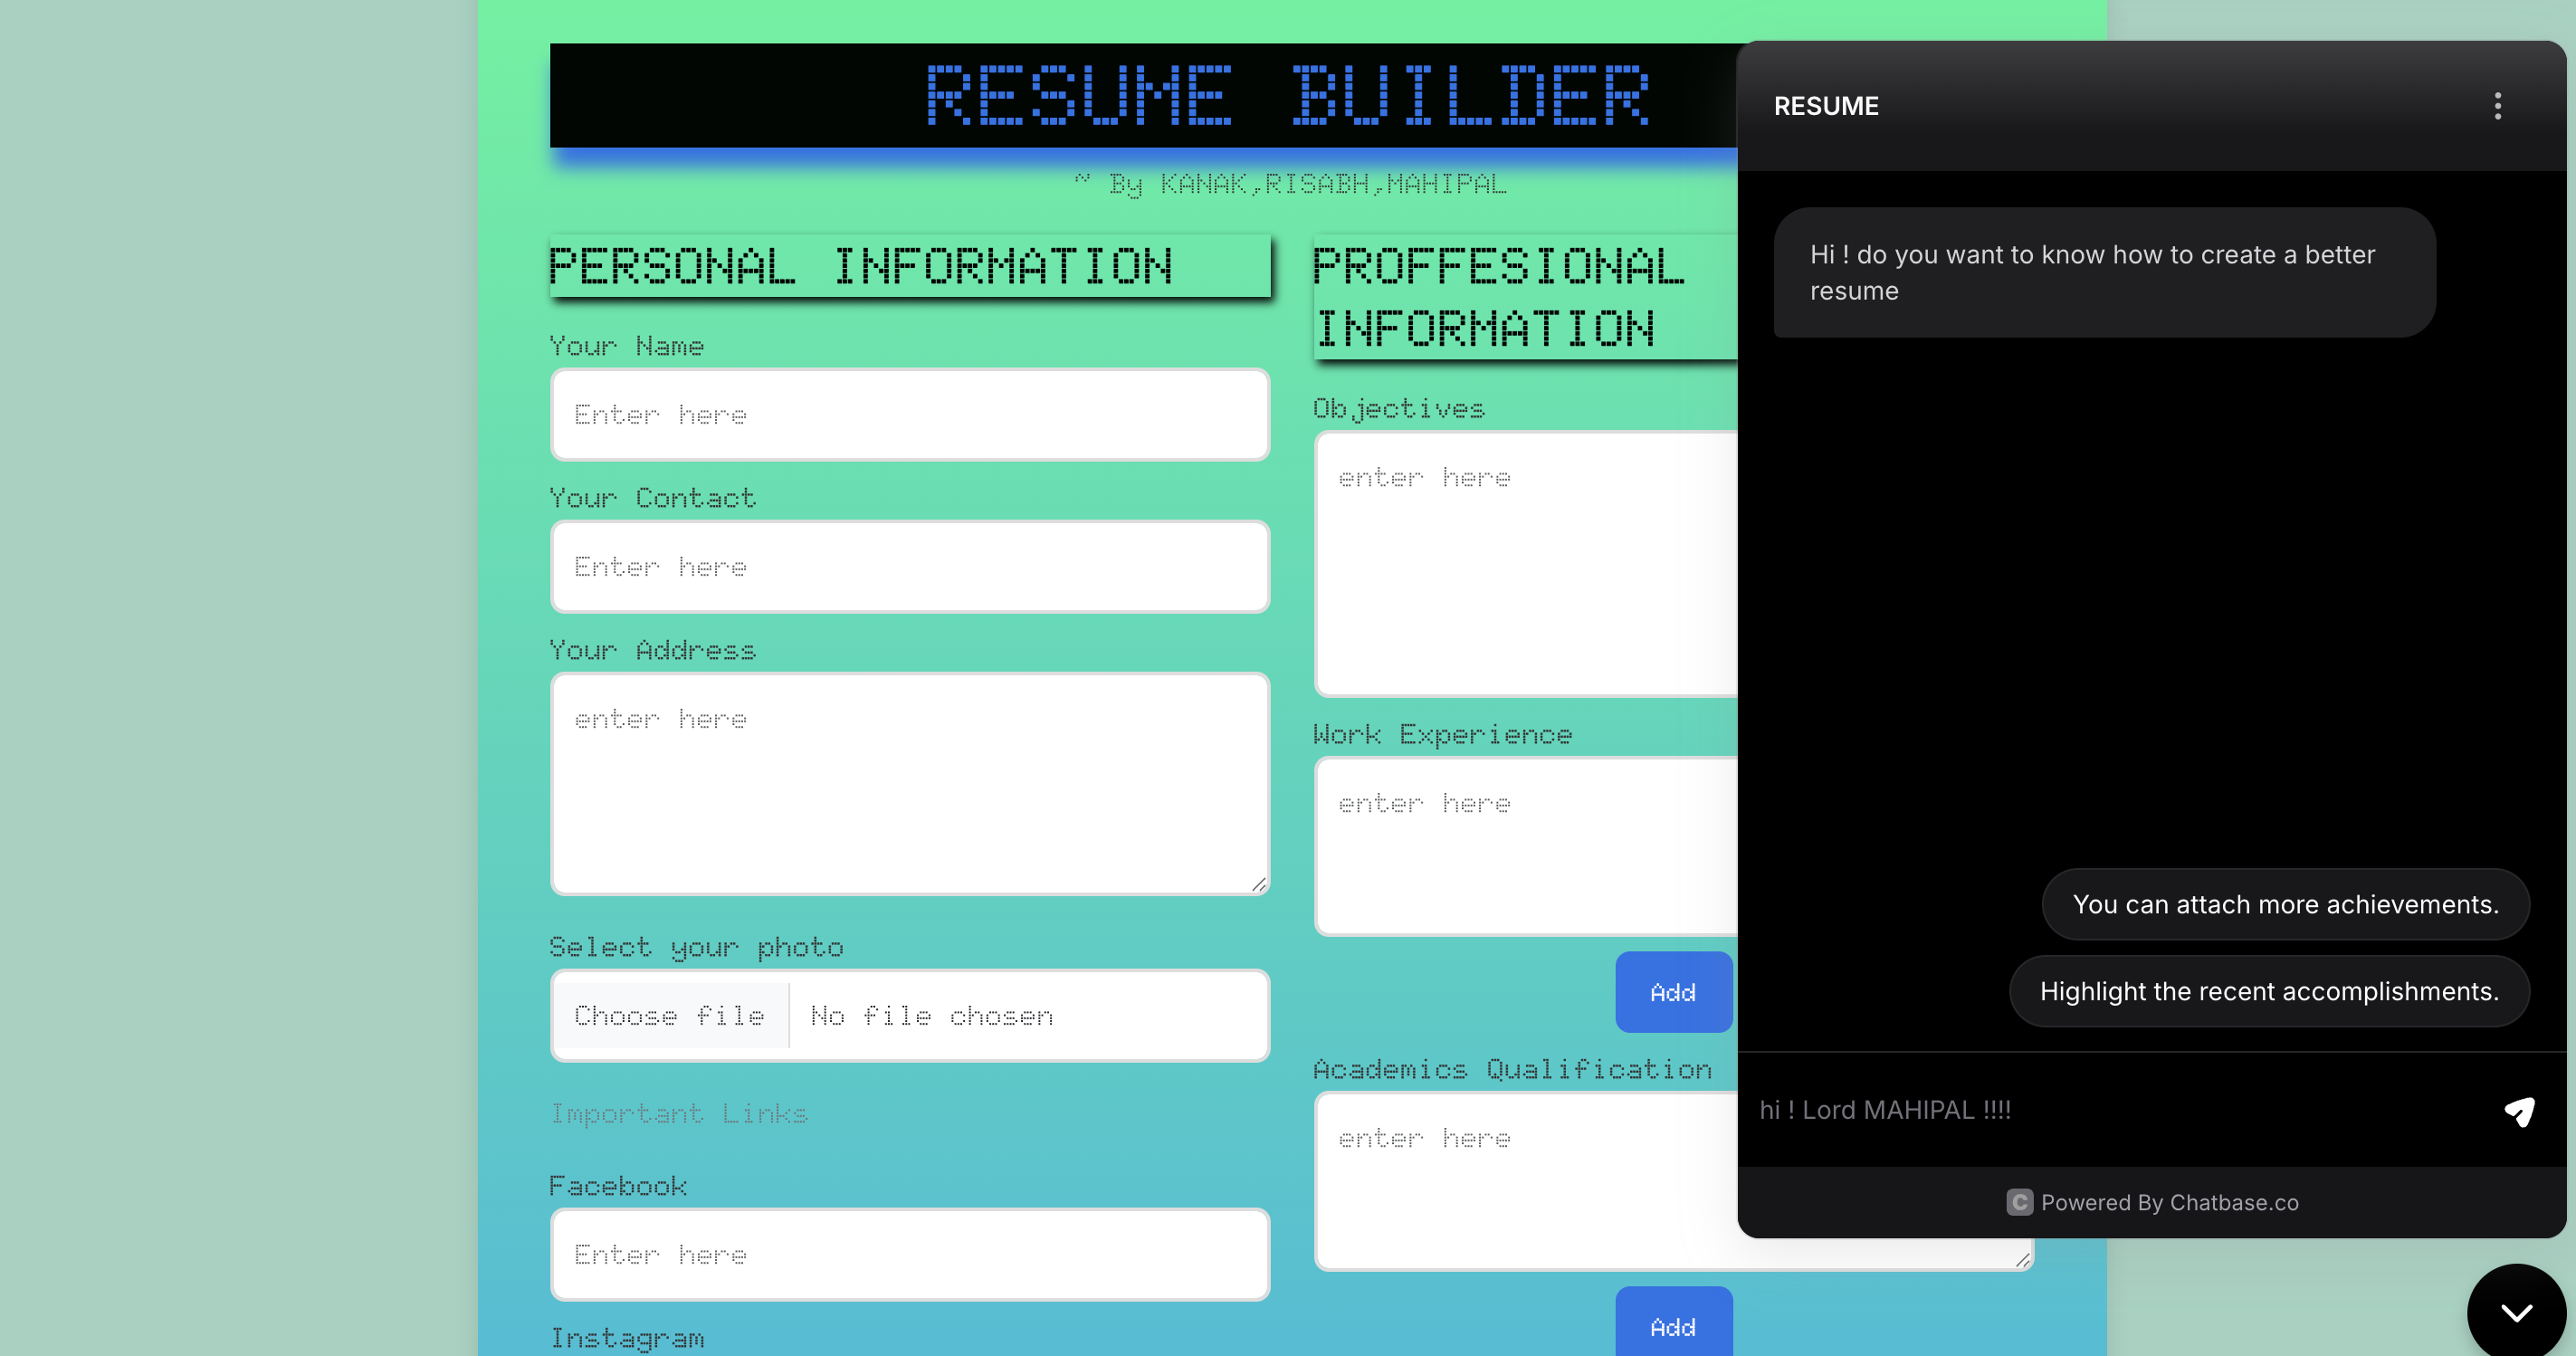 RESUME BUILDER
~ By KANAK,RISABH,MAHIPAL
PERSONAL INFORMATION
Your Name
Enter here
Your Contact
Enter here
Your Address
enter here
Select your photo
Choose file No file chosen
Important Links
Facebook
Enter here
Instagram
PROFFESIONAL
INFORMATION
Objectives
enter here
Work Experience
enter here
Add
Academics Qualification
enter here
Add
RESUME
Hi ! do you want to know how to create a better
resume
You can attach more achievements.
Highlight the recent accomplishments.
hi ! Lord MAHIPAL !!!!
C Powered By Chatbase.co